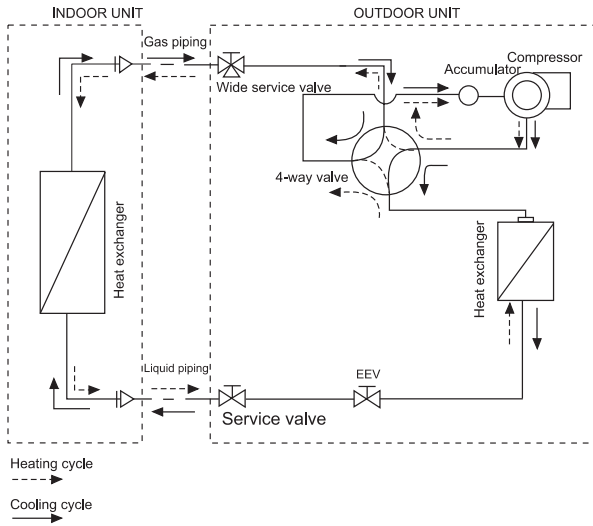 INDOOR UNIT
OUTDOOR UNIT
Gas piping
Compressor
Accumulator
Wide service valve
4-way valve
Heat exchanger
Heat exchanger
Liquid piping
EEV
Service valve
Heating cycle
Cooling cycle